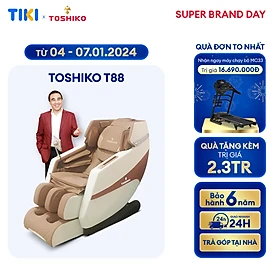 TIKI × TOSHIKO
SUPER BRAND DAY
TỪ 04 - 07.01.2024
TOSHIKO T88
QUÀ ĐƠN TO NHẤT
Nhận ngay máy chạy bộ MC33
Trị giá 16.690.000Đ
QUÀ TẶNG KÈM
TRỊ GIÁ
2.3TR
Bảo hành 6 năm
24H
TRẢ GÓP TẠI NHÀ